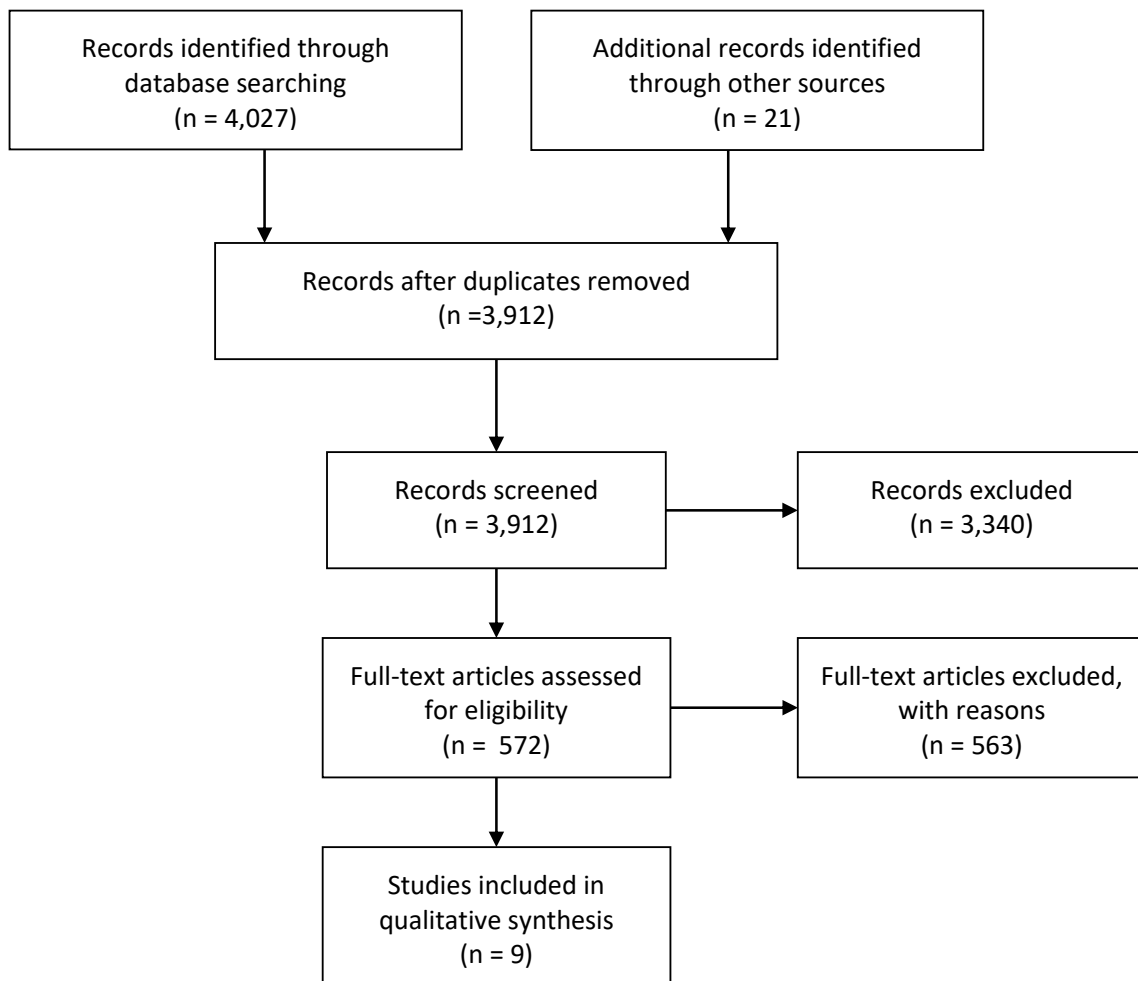 Records identified through
database searching
(n = 4,027)
Additional records identified
through other sources
(n = 21)
Records after duplicates removed
(n =3,912)
Records screened
(n = 3,912)
Records excluded
(n = 3,340)
Full-text articles assessed
for eligibility
(n =  572)
Full-text articles excluded,
with reasons
(n = 563)
Studies included in
qualitative synthesis
(n = 9)